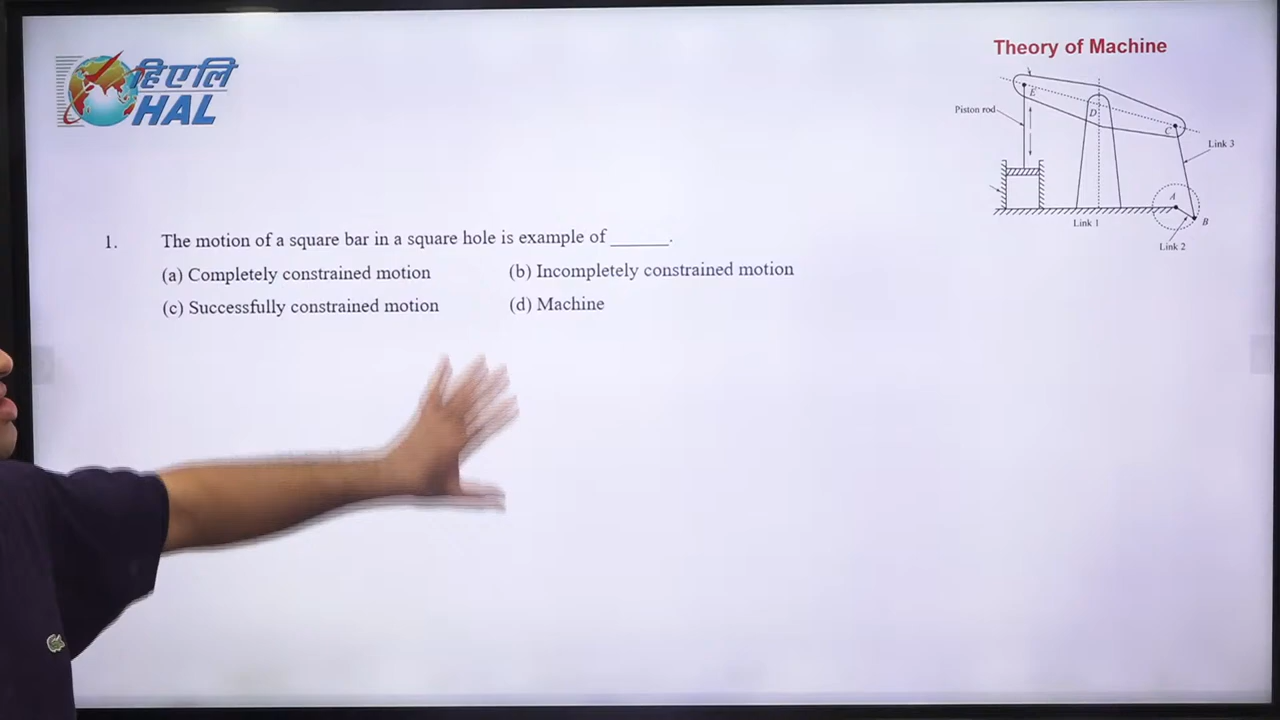 हिएलि
HAL
Theory of Machine
E
Piston rod
D
C
Link 3
A
B
Link 1
Link 2
1. The motion of a square bar in a square hole is example of ______.
(a) Completely constrained motion (b) Incompletely constrained motion
(c) Successfully constrained motion (d) Machine